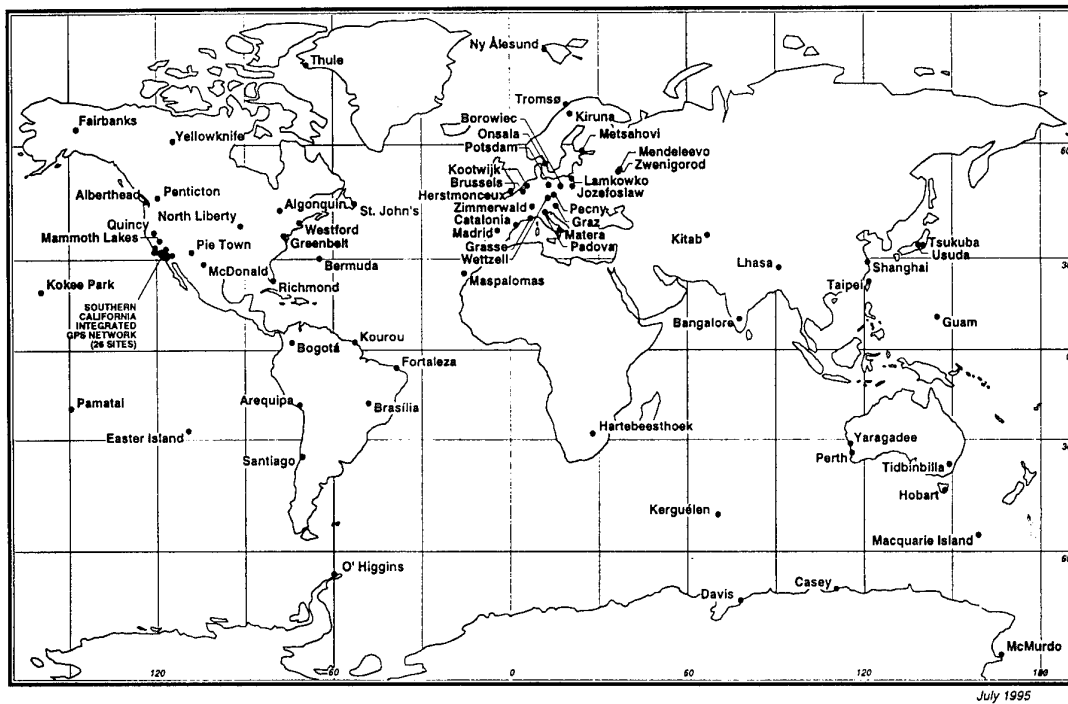 Ny Ålesund
Thule
Tromsø
Kiruna
Borowiec
Onsala
Metsahovi
Potsdam
Fairbanks
Yellowknife
60
Mendeleevo
Zwenigorod
Kootwijk
Brussels
Lamkowko
Herstmonceux
Jozefoslaw
Alberthead
Penticton
Algonquin
St. John's
Zimmerwald
Pecny
North Liberty
Catalonia
Graz
Quincy
Westford
Madrid
Matera
Mammoth Lakes
Greenbelt
Grasse
Padova
Kitab
Tsukuba
Pie Town
Wettzell
Usuda
McDonald
Bermuda
Lhasa
Shanghai
Kokee Park
Richmond
Maspalomas
Taipei
SOUTHERN
CALIFORNIA
INTEGRATED
GPS NETWORK
(26 SITES)
Bangalore
Guam
Kourou
Bogotá
0
Fortaleza
Arequipa
Brasília
Pamatai
Easter Island
Hartebeesthoek
Yaragadee
Santiago
Perth
Tidbinbilla
Hobart
Kerguélen
Macquarie Island
O' Higgins
Davis
Casey
McMurdo
120
60
0
60
120
180
July 1995